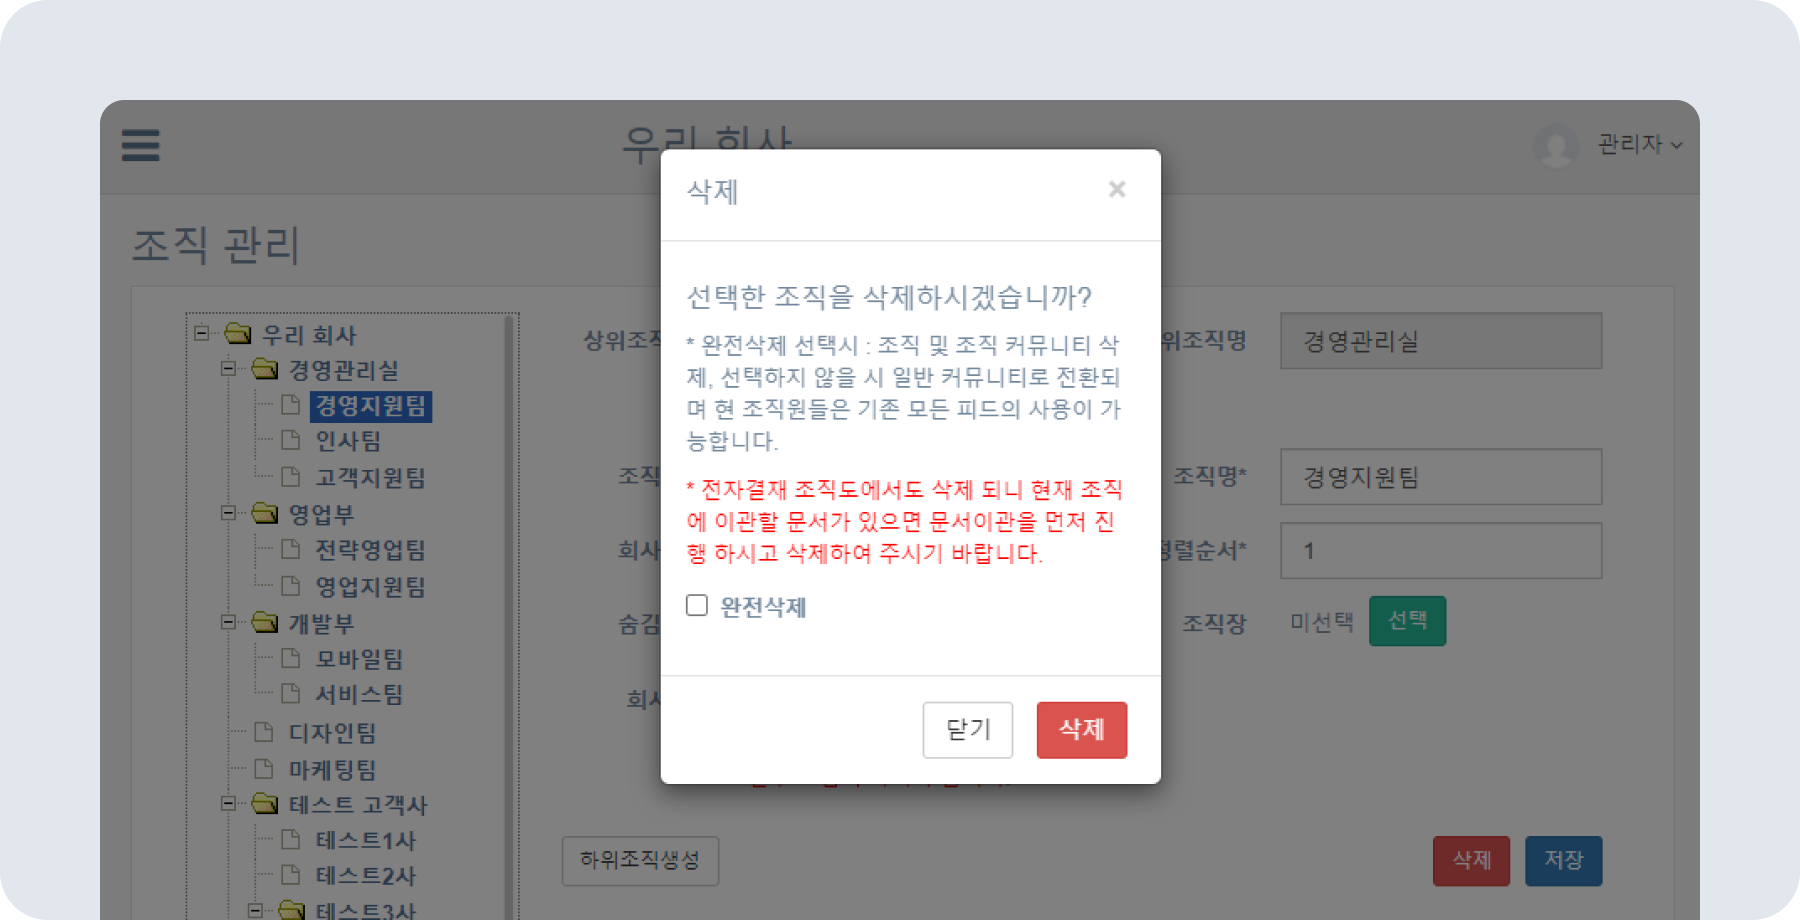 우리 회사
관리자
조직 관리
우리 회사
경영관리실
경영지원팀
인사팀
고객지원팀
영업부
전략영업팀
영업지원팀
개발부
모바일팀
서비스팀
디자인팀
마케팅팀
테스트 고객사
테스트1사
테스트2사
테스트3사
삭제
×
선택한 조직을 삭제하시겠습니까?
* 완전삭제 선택시 : 조직 및 조직 커뮤니티 삭
제, 선택하지 않을 시 일반 커뮤니티로 전환되
며 현 조직원들은 기존 모든 피드의 사용이 가
능합니다.
* 전자결재 조직도에서도 삭제 되니 현재 조직
에 이관할 문서가 있으면 문서이관을 먼저 진
행 하시고 삭제하여 주시기 바랍니다.
완전삭제
닫기
삭제
상위조직
위조직명
경영관리실
조직
조직명*
경영지원팀
회사
정렬순서*
1
숨김
조직장
미선택
선택
하위조직생성
삭제
저장